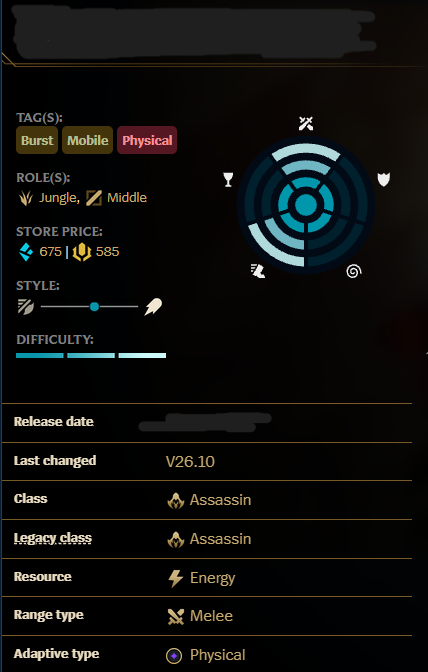 TAG(S):
Burst Mobile Physical
ROLE(S):
Jungle, Middle
STORE PRICE:
675 | 585
STYLE:
DIFFICULTY:
Release date
Last changed V26.10
Class Assassin
Legacy class Assassin
Resource Energy
Range type Melee
Adaptive type Physical